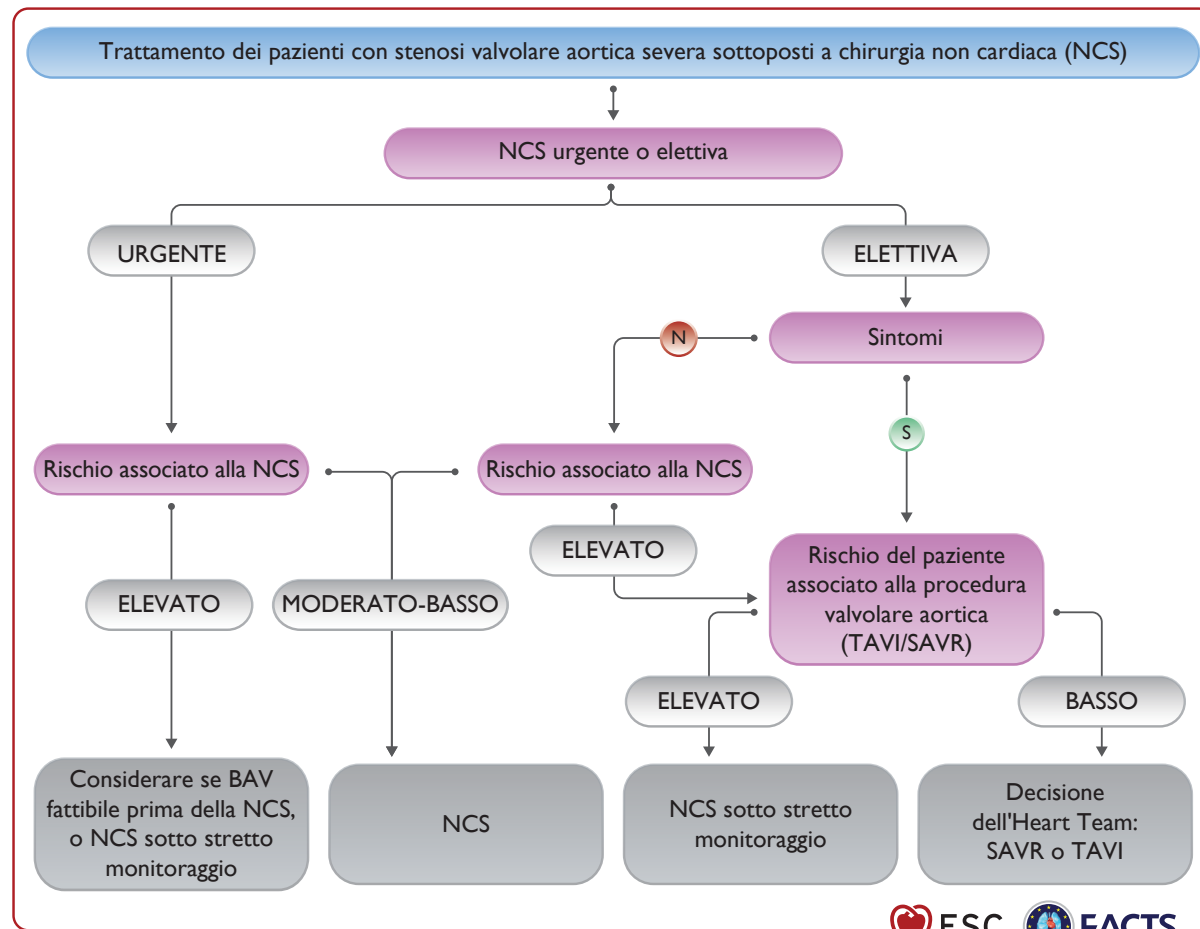 Trattamento dei pazienti con stenosi valvolare aortica severa sottoposti a chirurgia non cardiaca (NCS)
NCS urgente o elettiva
URGENTE
ELETTIVA
N
Sintomi
S
Rischio associato alla NCS
Rischio associato alla NCS
ELEVATO
Rischio del paziente
associato alla procedura
valvolare aortica
(TAVI/SAVR)
ELEVATO
MODERATO-BASSO
ELEVATO
BASSO
Considerare se BAV
fattibile prima della NCS,
o NCS sotto stretto
monitoraggio
NCS
NCS sotto stretto
monitoraggio
Decisione
dell'Heart Team:
SAVR o TAVI
ESC
EACTS